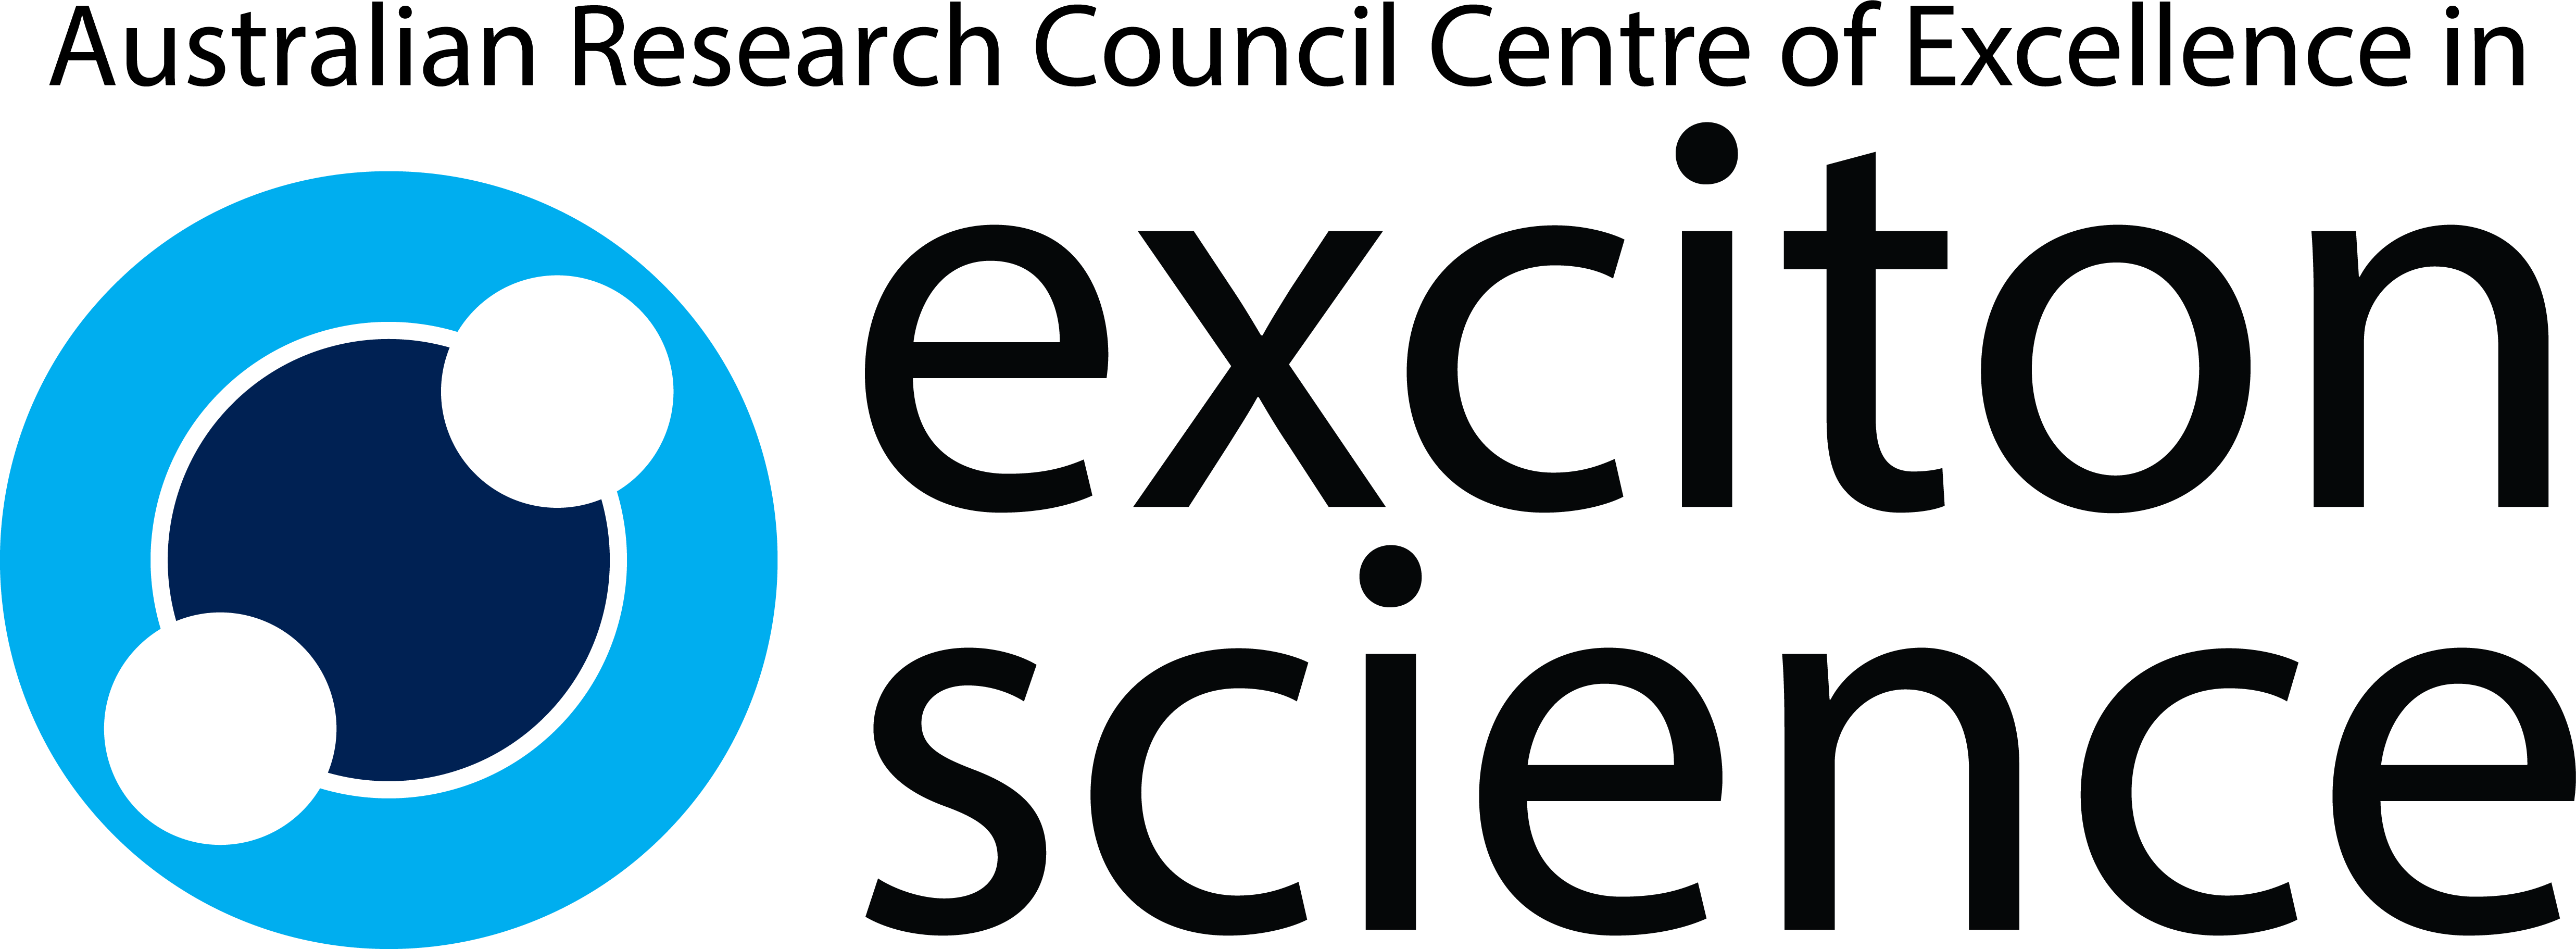 Australian Research Council Centre of Excellence in
exciton
science